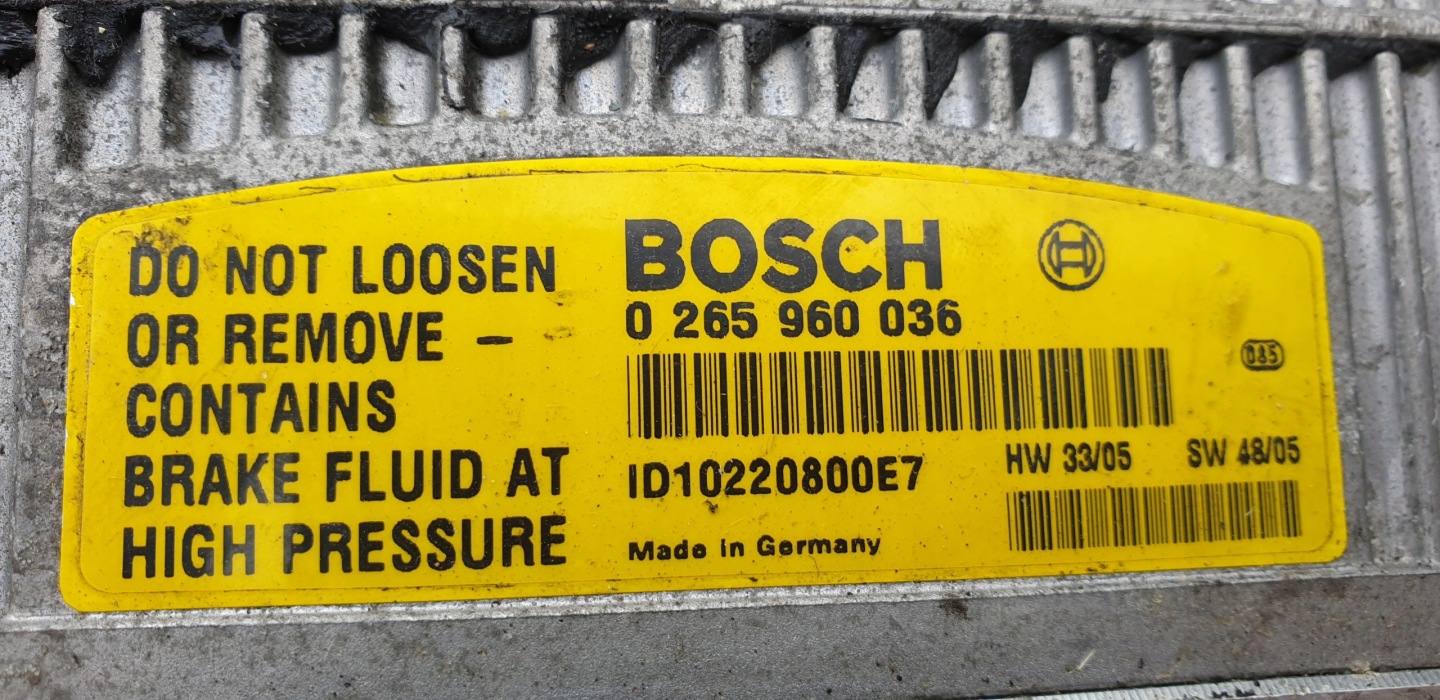 DO NOT LOOSEN
OR REMOVE –
CONTAINS
BRAKE FLUID AT
HIGH PRESSURE
BOSCH
0 265 960 036
085
ID10220800E7
HW 33/05 SW 48/05
Made in Germany